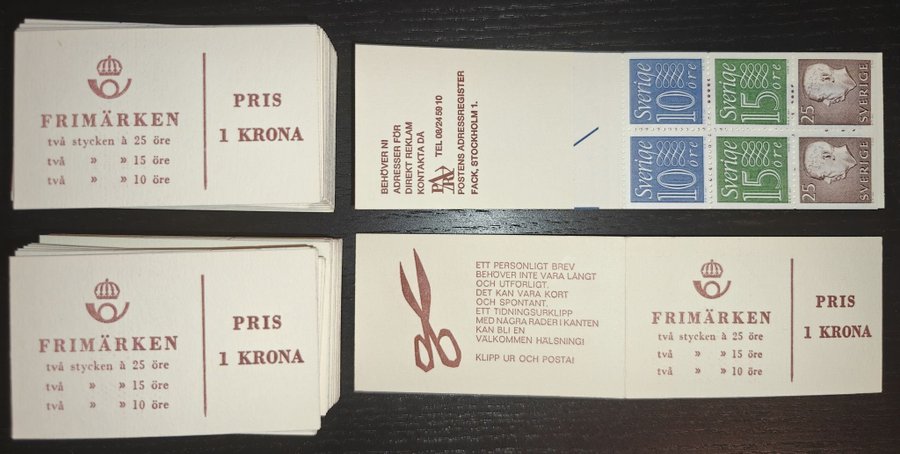 FRIMÄRKEN
två stycken à 25 öre
två » » 15 öre
två » » 10 öre
PRIS
1 KRONA
BEHÖVER NI
ADRESSER FÖR
DIREKT REKLAM
KONTAKTA DÅ
PAR TEL 08/24 59 10
POSTENS ADRESSREGISTER
FACK, STOCKHOLM 1.
Sverige
10 öre
Sverige
15 öre
25
SVERIGE
Sverige
10 öre
Sverige
15 öre
25
SVERIGE
FRIMÄRKEN
två stycken à 25 öre
två » » 15 öre
två » » 10 öre
PRIS
1 KRONA
ETT PERSONLIGT BREV
BEHÖVER INTE VARA LÅNGT
OCH UTFÖRLIGT.
DET KAN VARA KORT
OCH SPONTANT.
ETT TIDNINGSURKLIPP
MED NÅGRA RADER I KANTEN
KAN BLI EN
VÄLKOMMEN HÄLSNING!
KLIPP UR OCH POSTA!
FRIMÄRKEN
två stycken à 25 öre
två » » 15 öre
två » » 10 öre
PRIS
1 KRONA